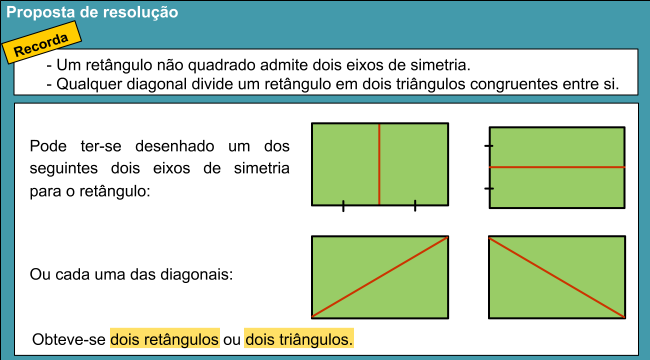 Proposta de resolução
Recorda
- Um retângulo não quadrado admite dois eixos de simetria.
- Qualquer diagonal divide um retângulo em dois triângulos congruentes entre si.
Pode ter-se desenhado um dos
seguintes dois eixos de simetria
para o retângulo:
Ou cada uma das diagonais:
Obteve-se dois retângulos ou dois triângulos.